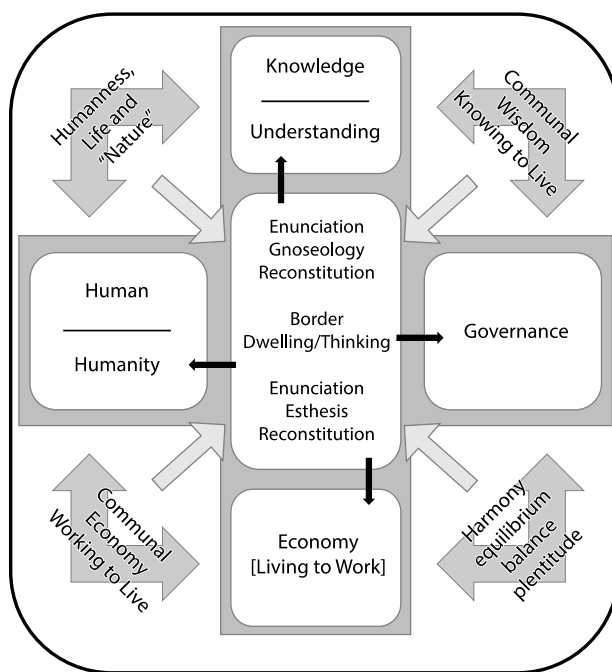 Humanness,
Life and
“Nature”
Knowledge
Understanding
Communal
Wisdom
Knowing to Live
Enunciation
Gnoseology
Reconstitution
Border
Dwelling/Thinking
Enunciation
Esthesis
Reconstitution
Human
Humanity
Governance
Communal
Economy
Working to Live
Economy
[Living to Work]
Harmony
equilibrium
balance
plentitude